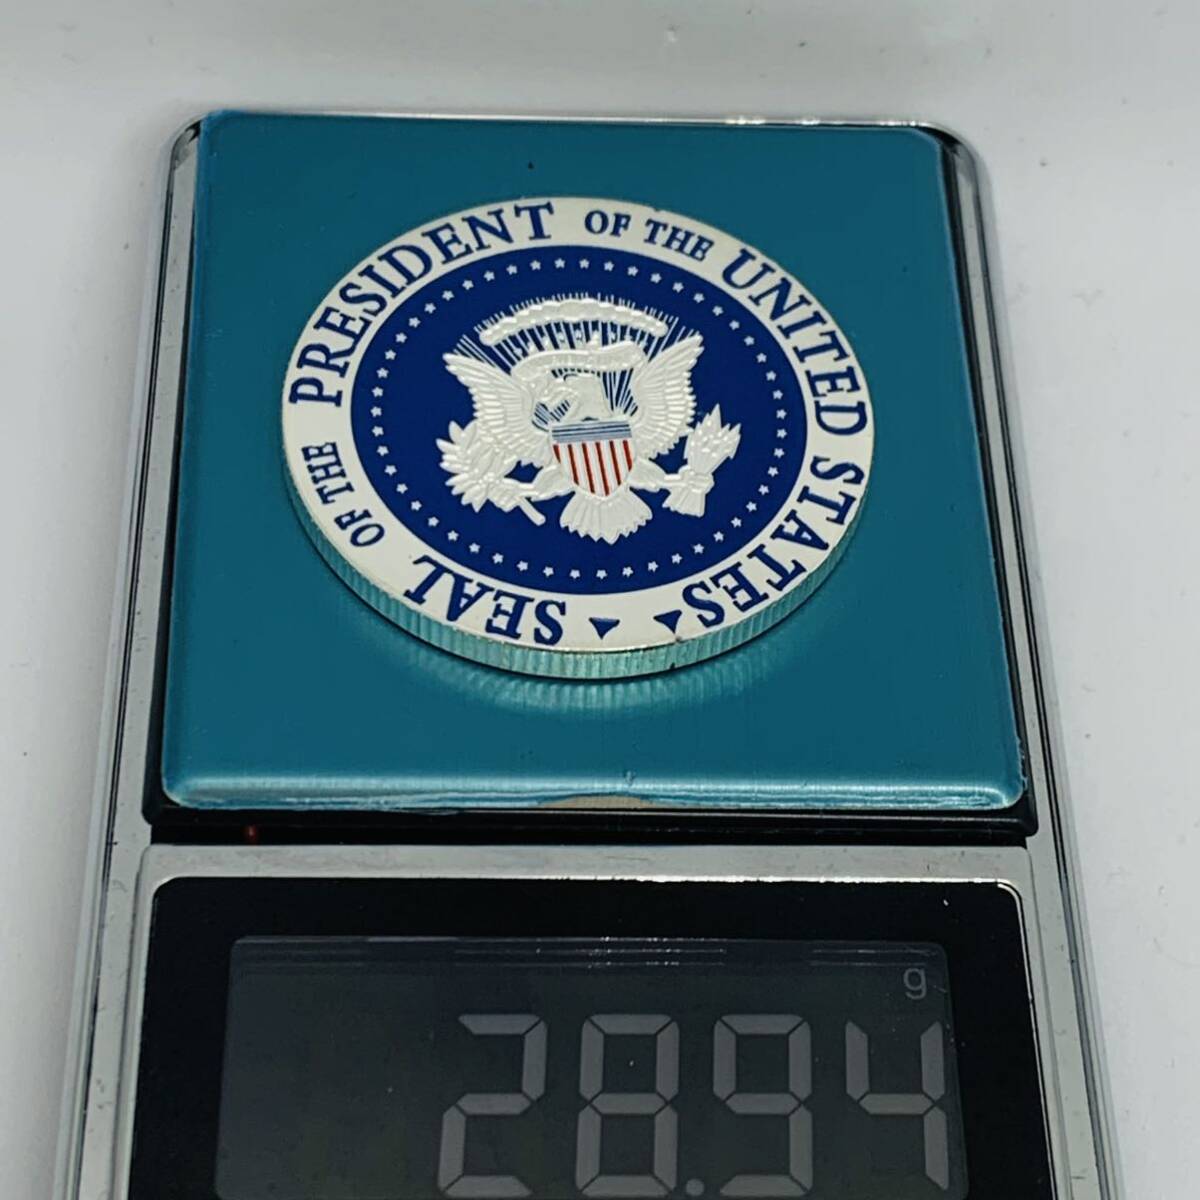 SEAL OF THE PRESIDENT OF THE UNITED STATES
g
28.94